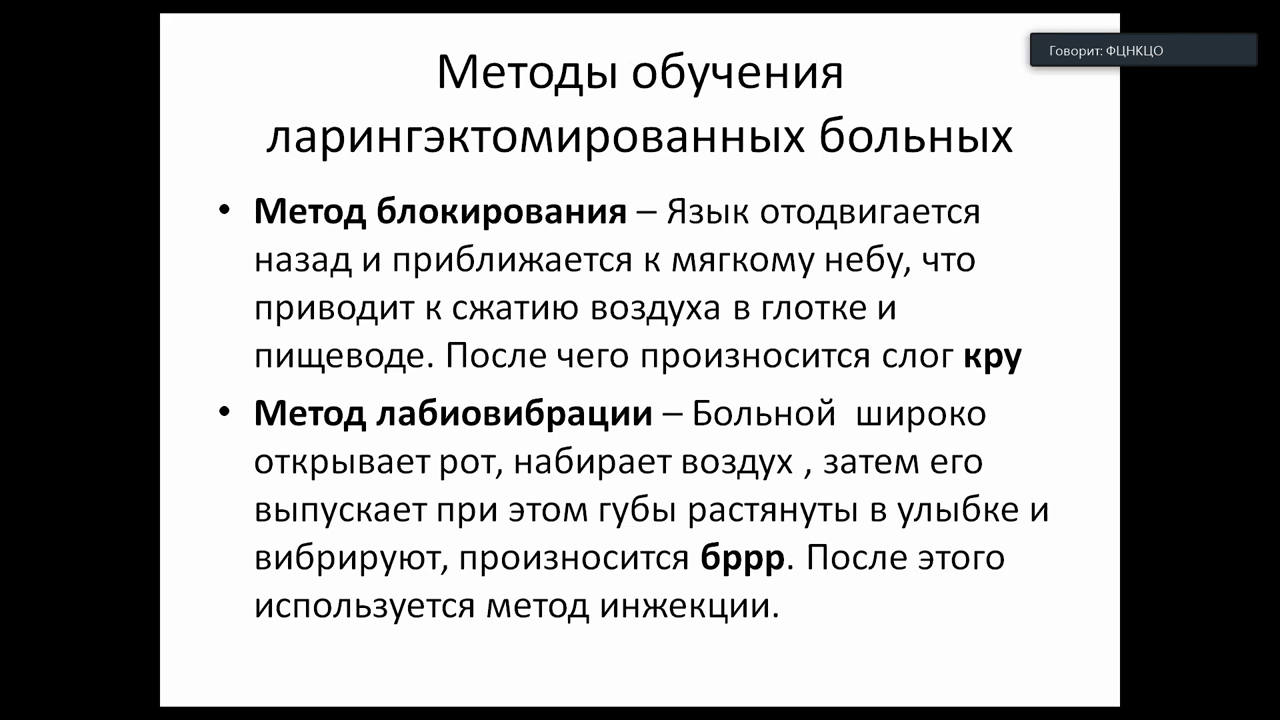 Говорит: ФЦНКЦО
Методы обучения
ларингэктомированных больных
• Метод блокирования – Язык отодвигается
назад и приближается к мягкому небу, что
приводит к сжатию воздуха в глотке и
пищеводе. После чего произносится слог кру
• Метод лабиовибрации – Больной  широко
открывает рот, набирает воздух , затем его
выпускает при этом губы растянуты в улыбке и
вибрируют, произносится бррр. После этого
используется метод инжекции.